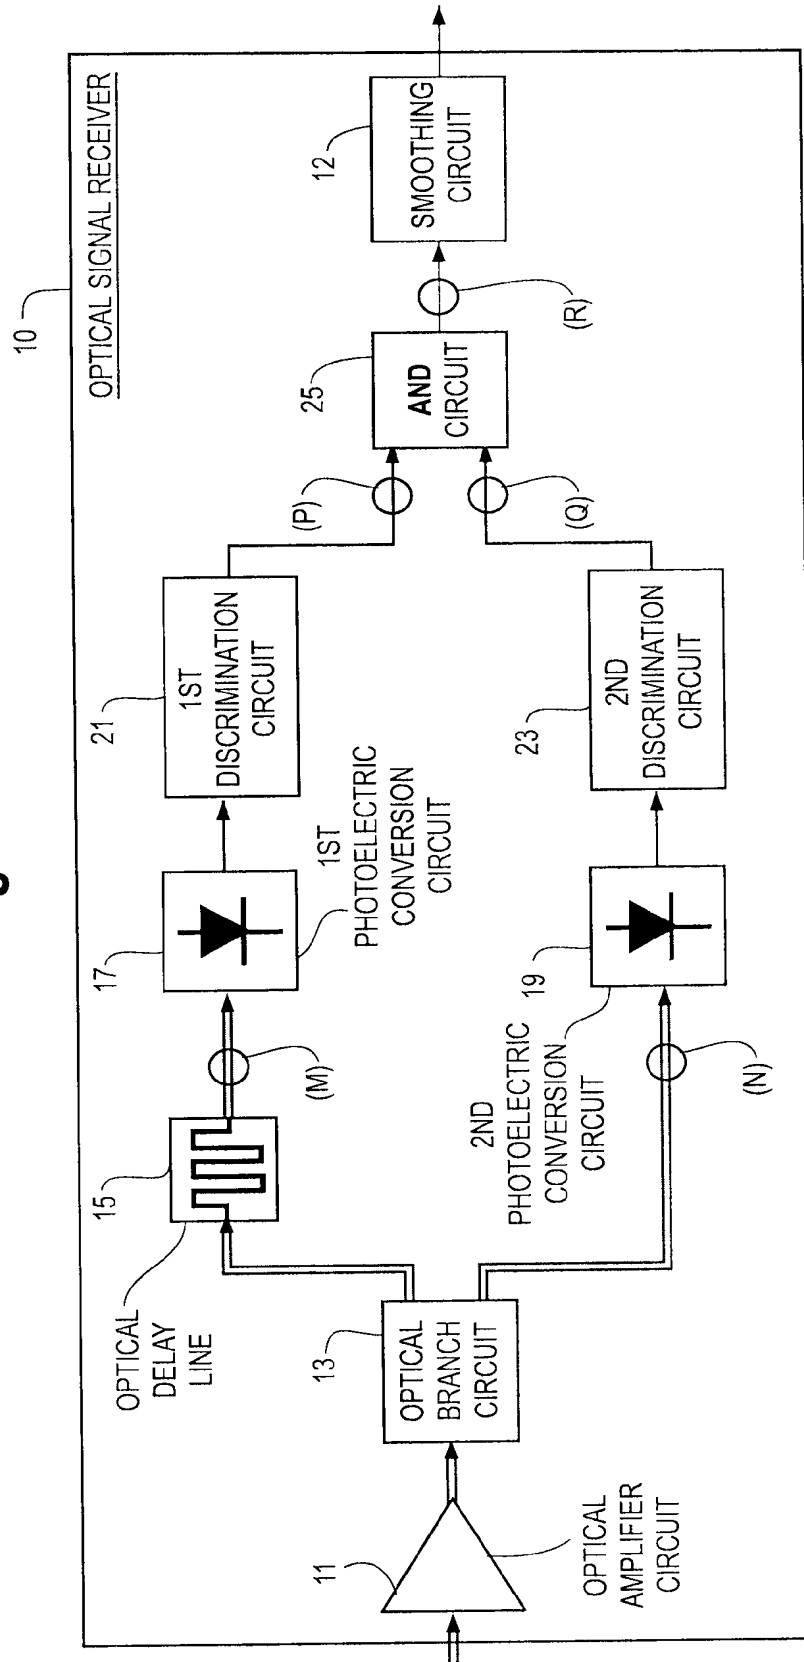 10
OPTICAL SIGNAL RECEIVER
11
OPTICAL
AMPLIFIER
CIRCUIT
13
OPTICAL
BRANCH
CIRCUIT
OPTICAL
DELAY
LINE
15
(M)
17
1ST
PHOTOELECTRIC
CONVERSION
CIRCUIT
21
1ST
DISCRIMINATION
CIRCUIT
(P)
2ND
PHOTOELECTRIC
CONVERSION
CIRCUIT
(N)
19
23
2ND
DISCRIMINATION
CIRCUIT
(Q)
25
AND
CIRCUIT
(R)
12
SMOOTHING
CIRCUIT